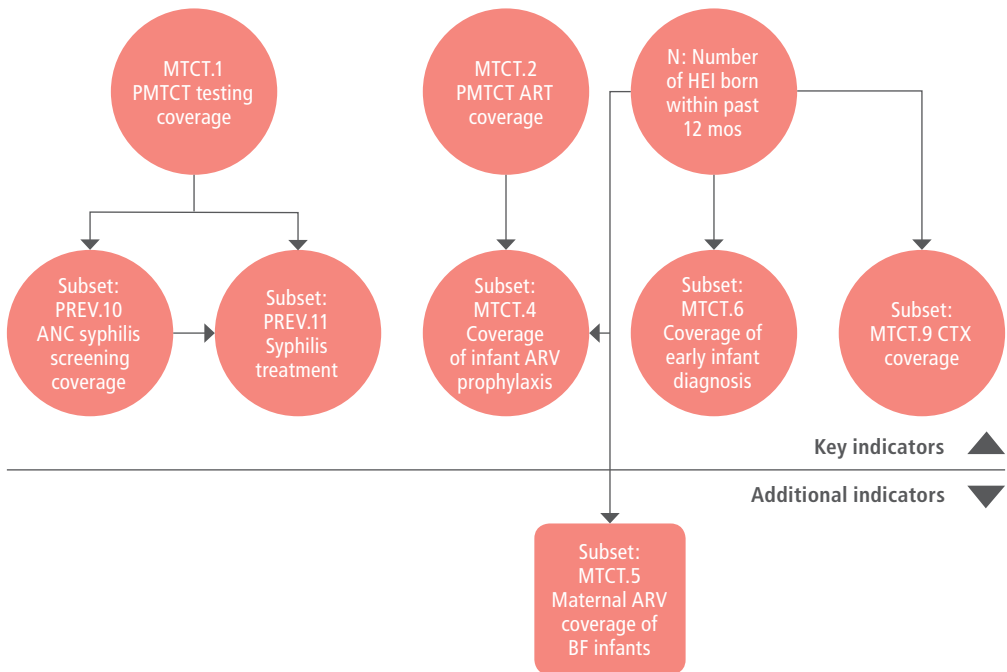 MTCT.1
PMTCT testing
coverage
MTCT.2
PMTCT ART
coverage
N: Number
of HEI born
within past
12 mos
Subset:
PREV.10
ANC syphilis
screening
coverage
Subset:
PREV.11
Syphilis
treatment
Subset:
MTCT.4
Coverage
of infant ARV
prophylaxis
Subset:
MTCT.6
Coverage of
early infant
diagnosis
Subset:
MTCT.9 CTX
coverage
Key indicators
Additional indicators
Subset:
MTCT.5
Maternal ARV
coverage of
BF infants